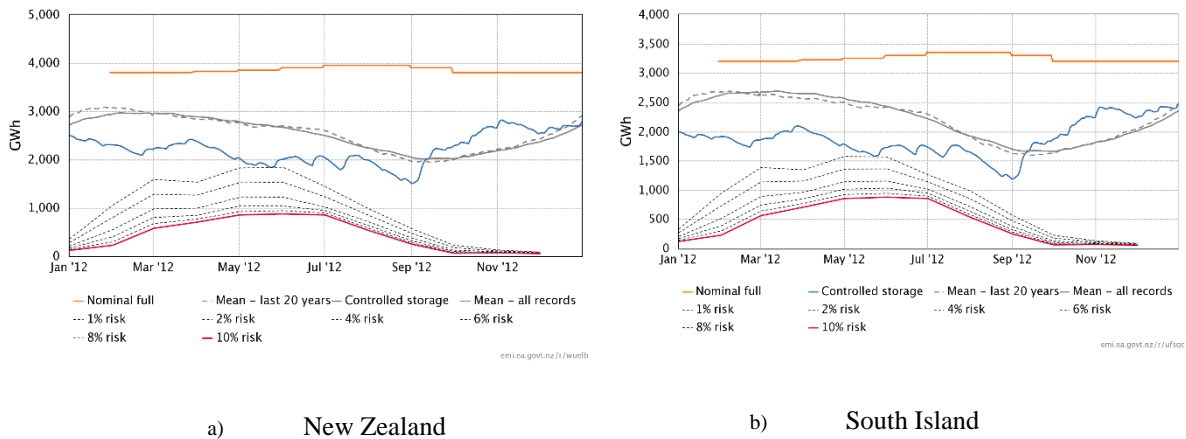 5,000
4,000
3,000
2,000
1,000
0
GWh
Jan '12 Mar '12 May '12 Jul '12 Sep '12 Nov '12
Nominal full Mean – last 20 years Controlled storage Mean – all records
1% risk 2% risk 4% risk 6% risk
8% risk 10% risk
emi.ea.govt.nz/r/wuelb
a) New Zealand
4,000
3,500
3,000
2,500
2,000
1,500
1,000
500
0
GWh
Jan '12 Mar '12 May '12 Jul '12 Sep '12 Nov '12
Nominal full Controlled storage Mean – last 20 years Mean – all records
1% risk 2% risk 4% risk 6% risk
8% risk 10% risk
emi.ea.govt.nz/r/ufsqc
b) South Island